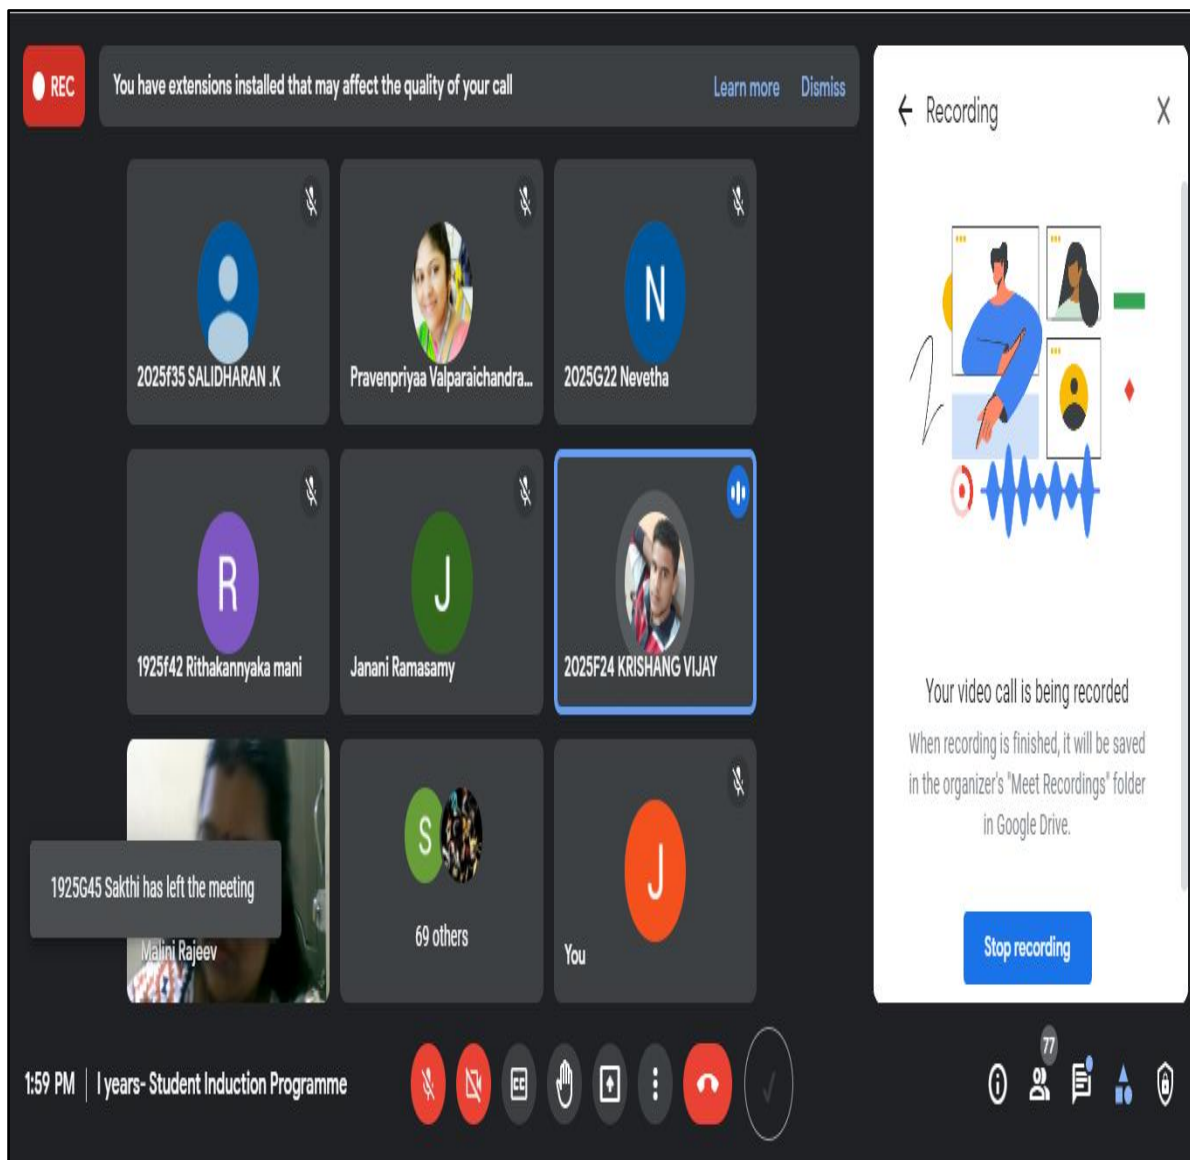 REC
You have extensions installed that may affect the quality of your call
Learn more Dismiss
Recording
2025f35 SALIDHARAN .K
Pravenpriyaa Valparaichandra...
N
2025G22 Nevetha
R
1925f42 Rithakannyaka mani
J
Janani Ramasamy
2025F24 KRISHANG VIJAY
1925G45 Sakthi has left the meeting
Malini Rajeev
S
69 others
J
You
Your video call is being recorded
When recording is finished, it will be saved
in the organizer's "Meet Recordings" folder
in Google Drive.
Stop recording
1:59 PM | I years- Student Induction Programme
CC
77